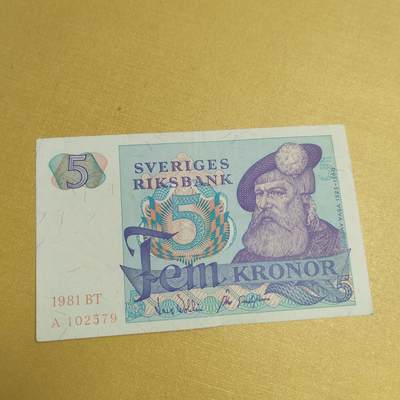 5
SVERIGES
RIKSBANK
5
Fem KRONOR
1981 BT
A 102579
5